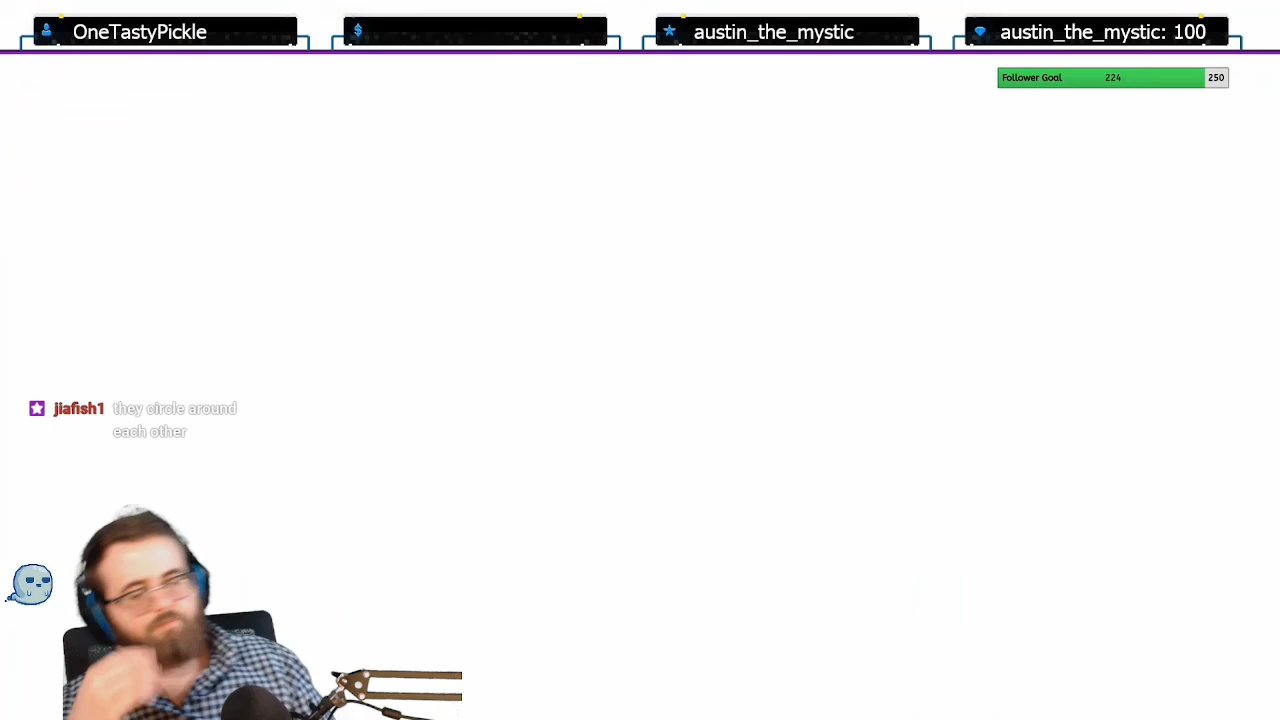 OneTastyPickle
$
austin_the_mystic
austin_the_mystic: 100
Follower Goal 224 250
jiafish1 they circle around
each other